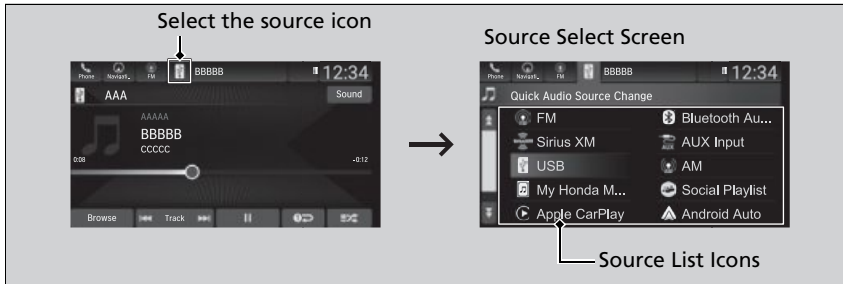 Select the source icon
Phone Navigati.. FM BBBBB 12:34
AAA Sound
AAAAA
BBBBB
CCCCC
0:08 -0:12
Browse Track
Source Select Screen
Phone Navigati.. FM BBBBB 12:34
Quick Audio Source Change
FM Bluetooth Au...
Sirius XM AUX Input
USB AM
My Honda M... Social Playlist
Apple CarPlay Android Auto
Source List Icons